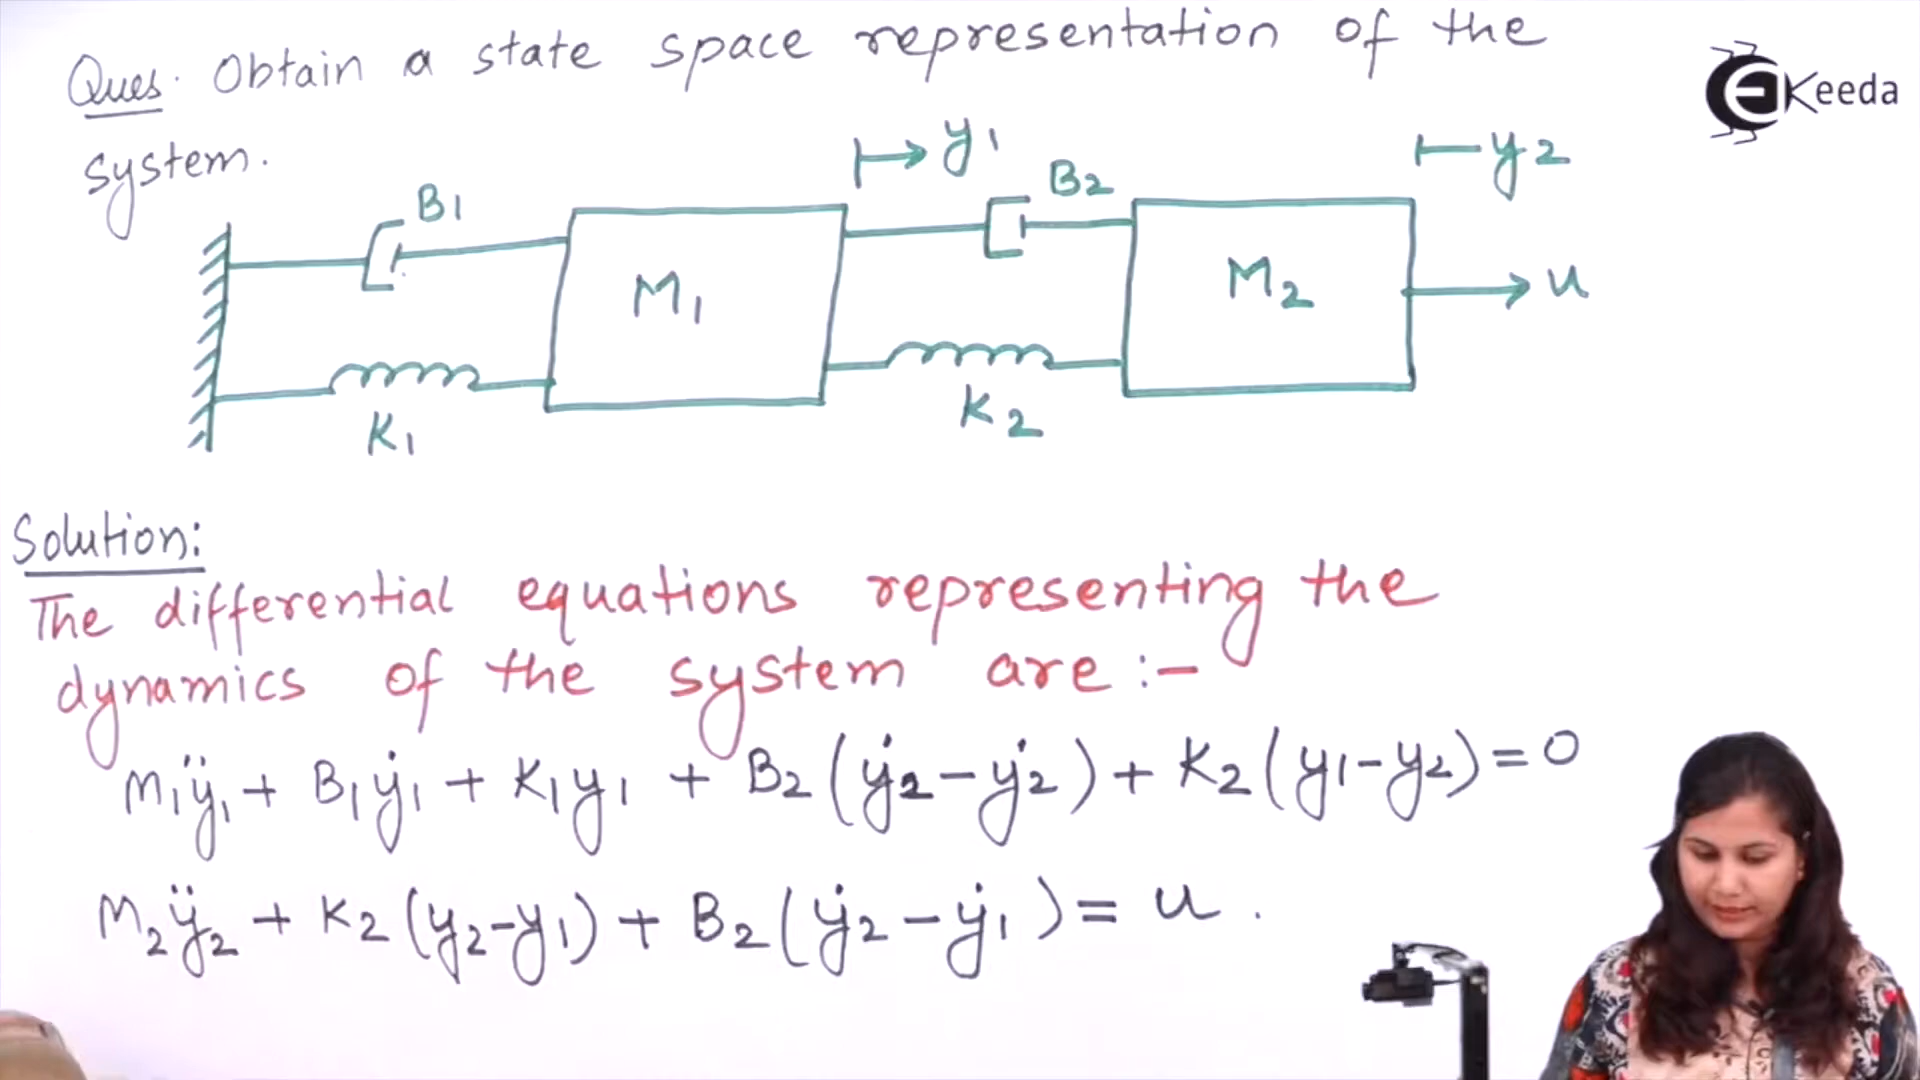 Ques. Obtain a state space representation of the
system.
Keeda
y1
y2
B1
B2
M1
M2
u
K1
K2
Solution:
The differential equations representing the
dynamics of the system are :-
M1ÿ1 + B1ẏ1 + K1y1 + B2(ẏ2-ẏ2) + K2(y1-y2)=0
M2ÿ2 + K2(y2-y1) + B2(ẏ2-ẏ1) = u.